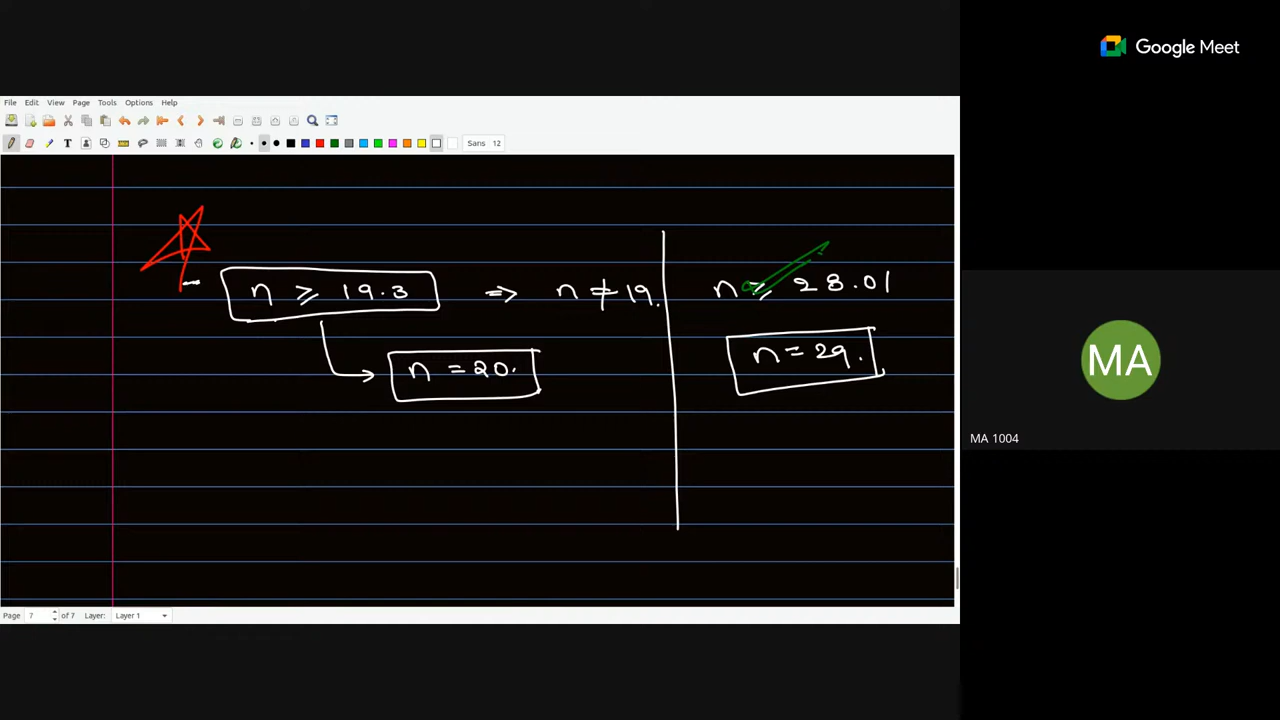 Google Meet
File Edit View Page Tools Options Help
Sans 12
n ≥ 19.3 ⇒ n ≠ 19.
n = 20.
n ≥ 28.01
n = 29.
MA
MA 1004
Page 7 of 7 Layer: Layer 1